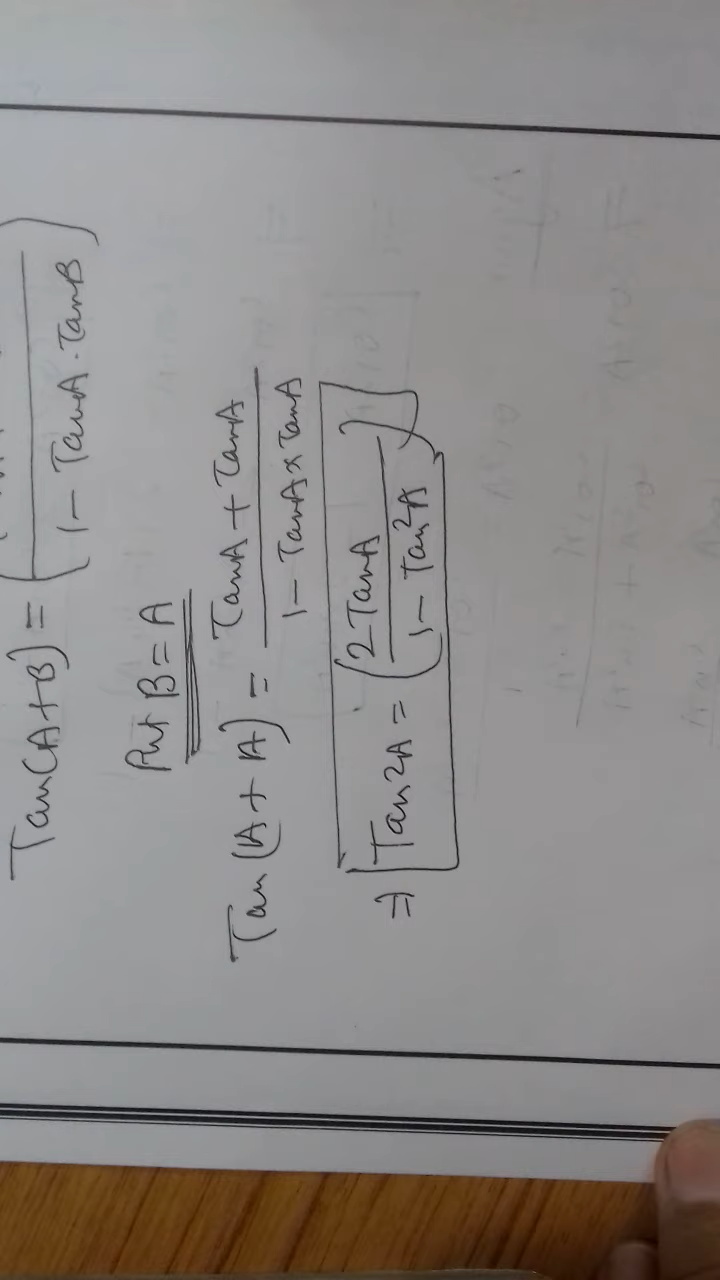 Tan(A+B) = ( / 1 - TanA . TanB )
Put B = A
Tan (A + A) = TanA + TanA / 1 - TanA x TanA
⇒ Tan2A = ( 2TanA / 1 - Tan²A )